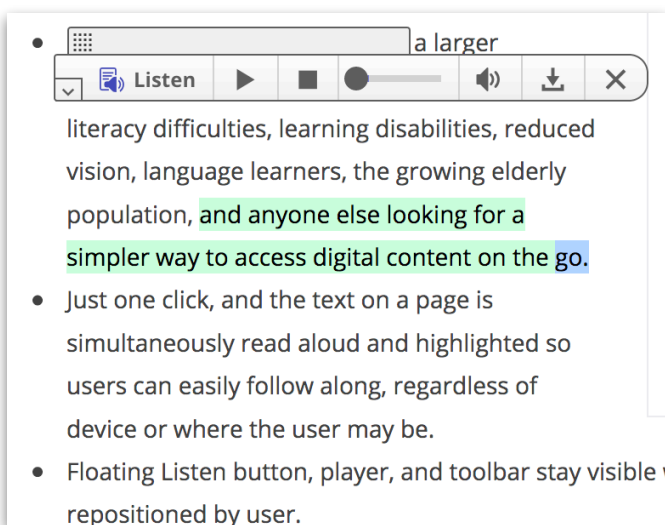 a larger
Listen
literacy difficulties, learning disabilities, reduced
vision, language learners, the growing elderly
population, and anyone else looking for a
simpler way to access digital content on the go.
Just one click, and the text on a page is
simultaneously read aloud and highlighted so
users can easily follow along, regardless of
device or where the user may be.
Floating Listen button, player, and toolbar stay visible
repositioned by user.